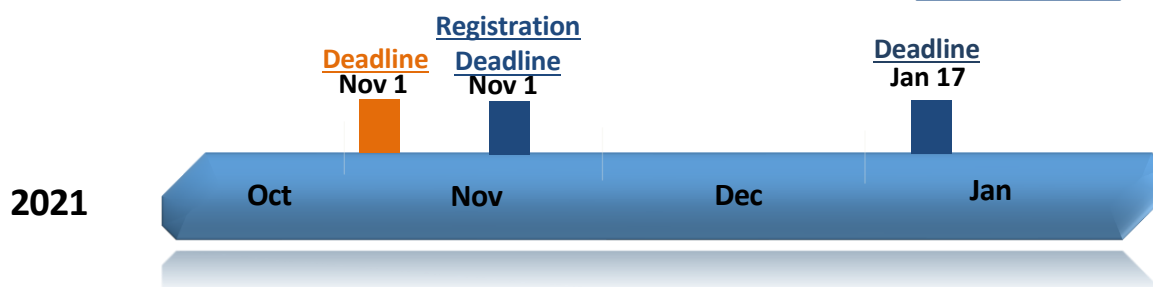 Registration
Deadline
Deadline
Deadline
Nov 1
Nov 1
Jan 17
2021
Oct
Nov
Dec
Jan